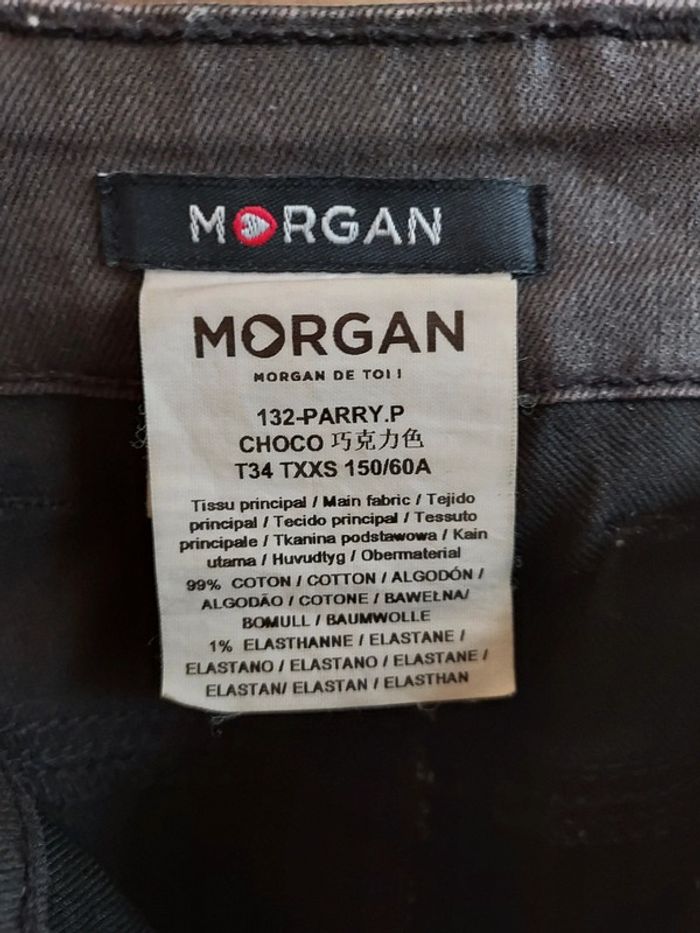 MORGAN
MORGAN
MORGAN DE TOI !
132-PARRY.P
CHOCO 巧克力色
T34 TXXS 150/60A
Tissu principal / Main fabric / Tejido
principal / Tecido principal / Tessuto
principale / Tkanina podstawowa / Kain
utama / Huvudtyg / Obermaterial
99% COTON / COTTON / ALGODÓN /
ALGODÃO / COTONE / BAWEŁNA/
BOMULL / BAUMWOLLE
1% ELASTHANNE / ELASTANE /
ELASTANO / ELASTANO / ELASTANE /
ELASTAN/ ELASTAN / ELASTHAN